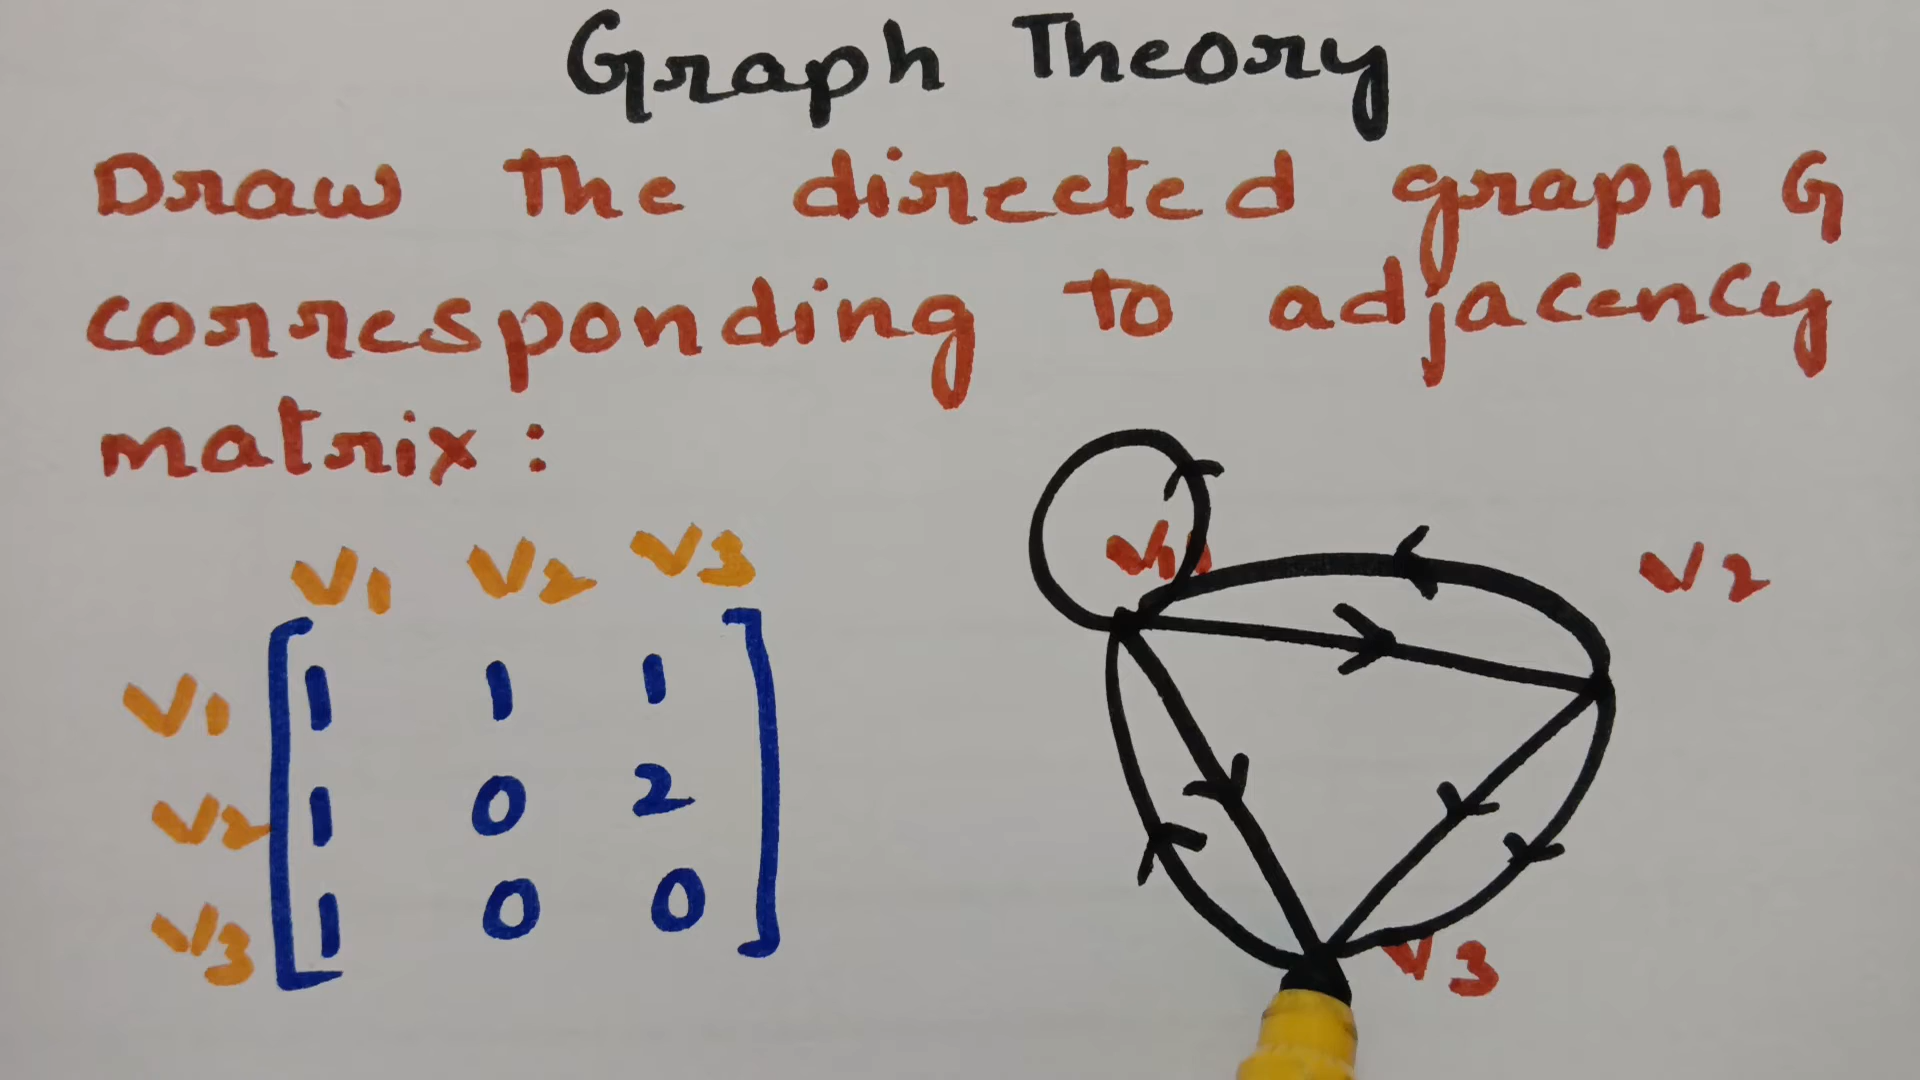 Graph Theory
Draw the directed graph G
corresponding to adjacency
matrix:
V1 V2 V3
V1 1 1 1
V2 1 0 2
V3 1 0 0
V1
V2
V3